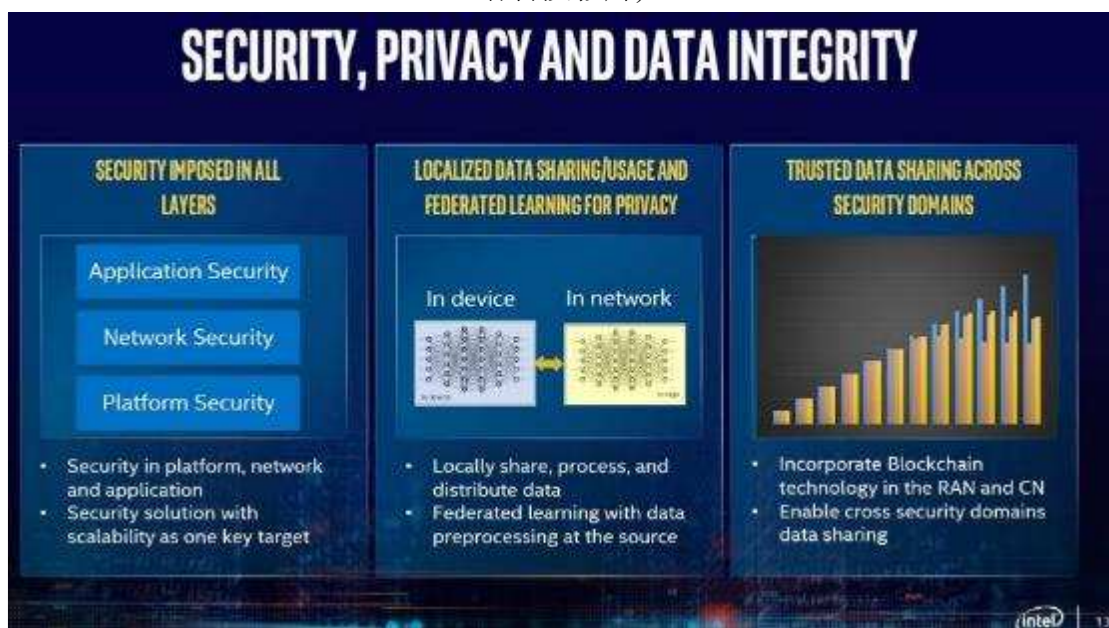 SECURITY, PRIVACY AND DATA INTEGRITY
SECURITY IMPOSED IN ALL
LAYERS
Application Security
Network Security
Platform Security
• Security in platform, network
and application
• Security solution with
scalability as one key target
LOCALIZED DATA SHARING/USAGE AND
FEDERATED LEARNING FOR PRIVACY
In device
In network
• Locally share, process, and
distribute data
• Federated learning with data
preprocessing at the source
TRUSTED DATA SHARING ACROSS
SECURITY DOMAINS
• Incorporate Blockchain
technology in the RAN and CN
• Enable cross security domains
data sharing
intel